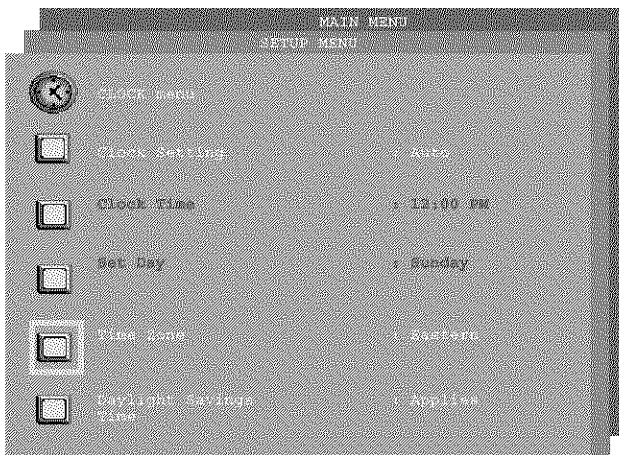 MAIN MENU
SETUP MENU
CLOCK menu
Clock Setting : Auto
Clock Time : 12:00 PM
Set Day : Sunday
Time Zone : Eastern
Daylight Savings : Applies
Time